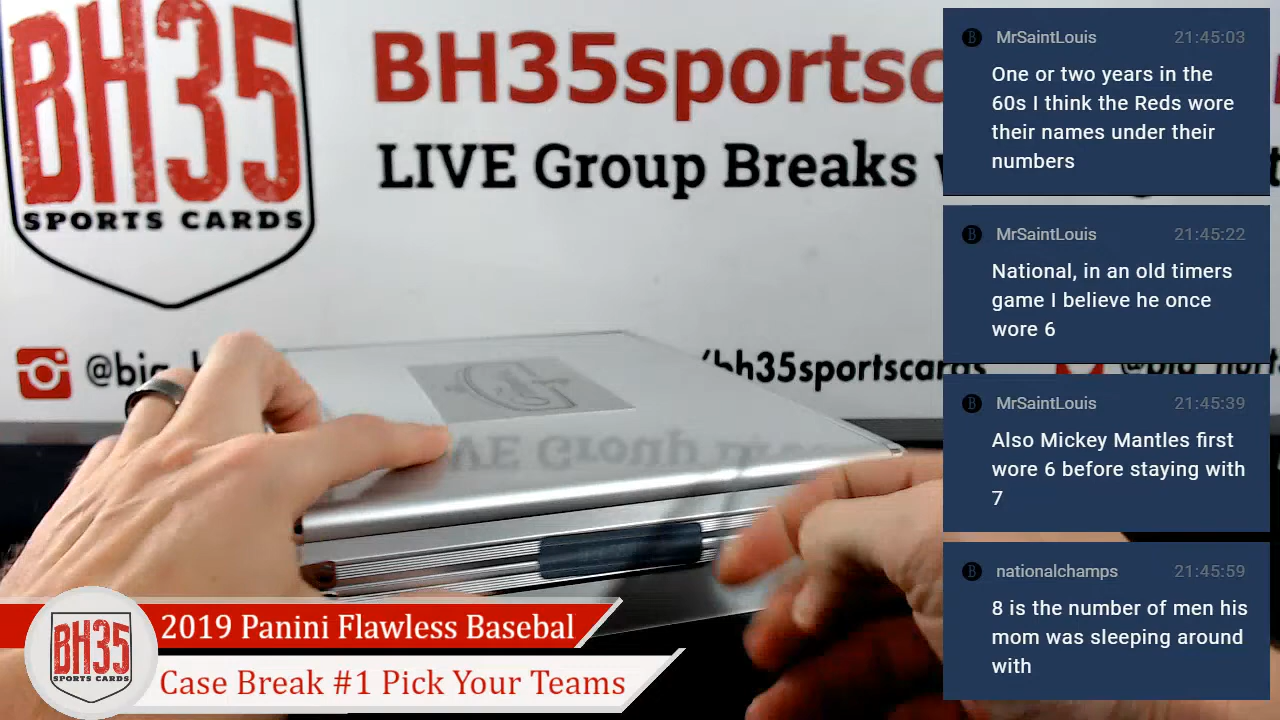 BH35
SPORTS CARDS
BH35sportsc
LIVE Group Breaks
@big
/bh35sportscards
MrSaintLouis 21:45:03
One or two years in the
60s I think the Reds wore
their names under their
numbers
MrSaintLouis 21:45:22
National, in an old timers
game I believe he once
wore 6
MrSaintLouis 21:45:39
Also Mickey Mantles first
wore 6 before staying with
7
nationalchamps 21:45:59
8 is the number of men his
mom was sleeping around
with
BH35
SPORTS CARDS
2019 Panini Flawless Basebal
Case Break #1 Pick Your Teams